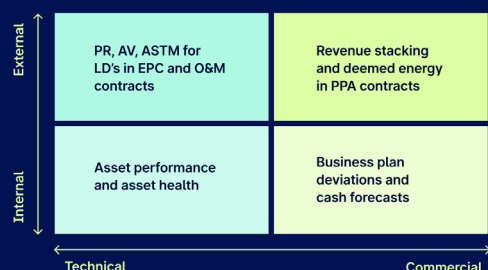 External
PR, AV, ASTM for
LD's in EPC and O&M
contracts
Revenue stacking
and deemed energy
in PPA contracts
Internal
Asset performance
and asset health
Business plan
deviations and
cash forecasts
Technical
Commercial